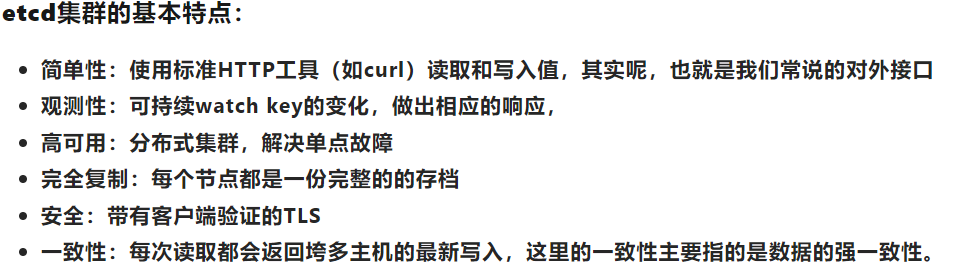 etcd集群的基本特点：
• 简单性：使用标准HTTP工具（如curl）读取和写入值，其实呢，也就是我们常说的对外接口
• 观测性：可持续watch key的变化，做出相应的响应，
• 高可用：分布式集群，解决单点故障
• 完全复制：每个节点都是一份完整的的存档
• 安全：带有客户端验证的TLS
• 一致性：每次读取都会返回垮多主机的最新写入，这里的一致性主要指的是数据的强一致性。